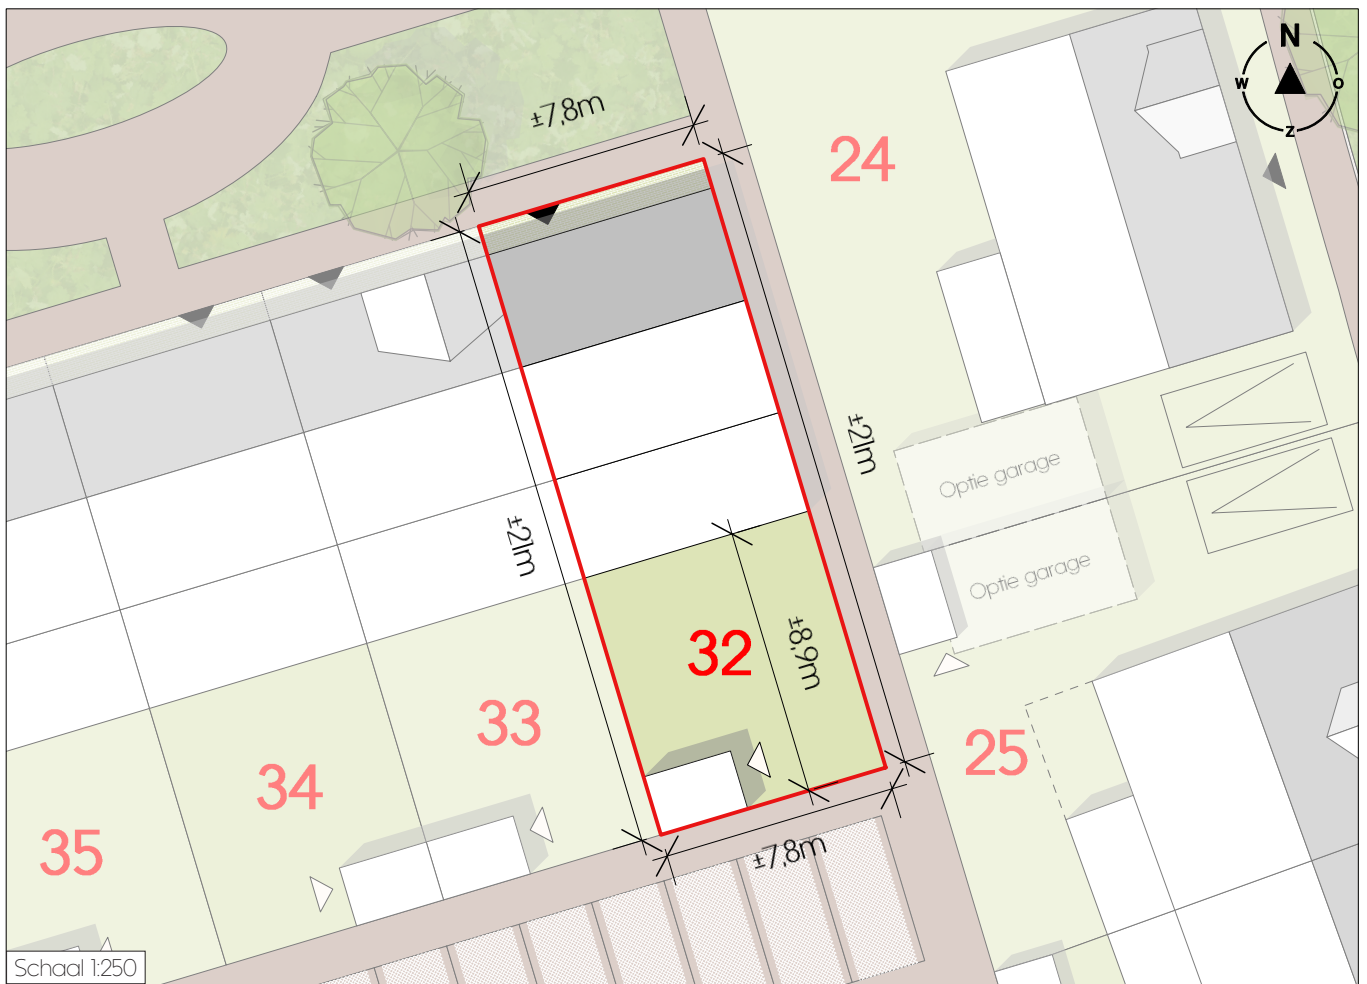 N
W
O
Z
±7,8m
24
±21m
Optie garage
±21m
Optie garage
32
±8,9m
33
25
34
35
±7,8m
Schaal 1:250